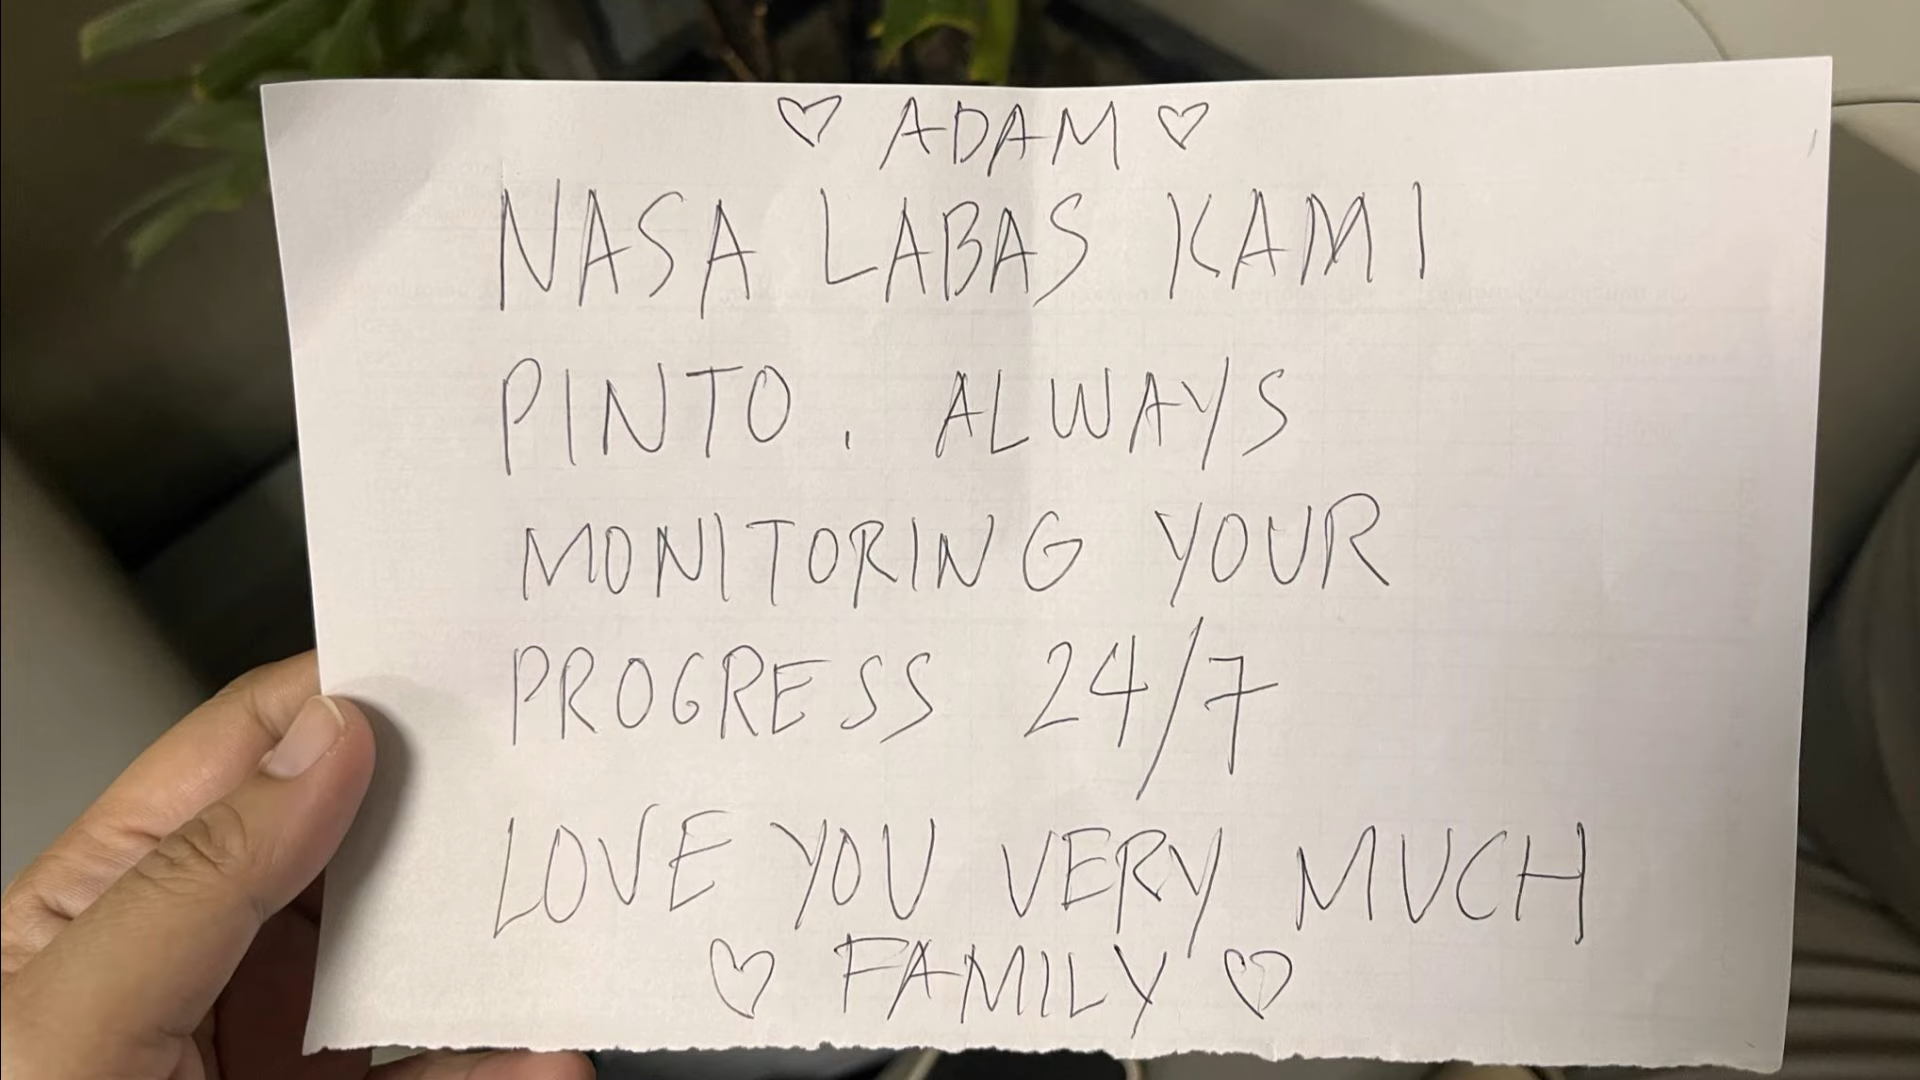 ♡ ADAM ♡
NASA LABAS KAMI
PINTO. ALWAYS
MONITORING YOUR
PROGRESS 24/7
LOVE YOU VERY MUCH
♡ FAMILY ♡